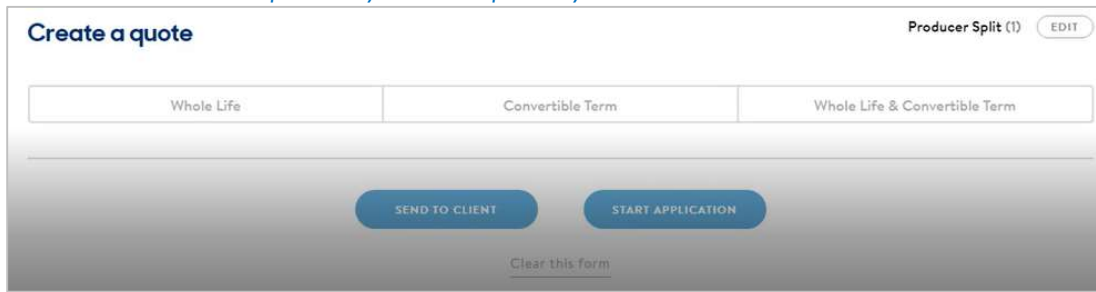 Create a quote
Producer Split (1) EDIT
Whole Life Convertible Term Whole Life & Convertible Term
SEND TO CLIENT START APPLICATION
Clear this form